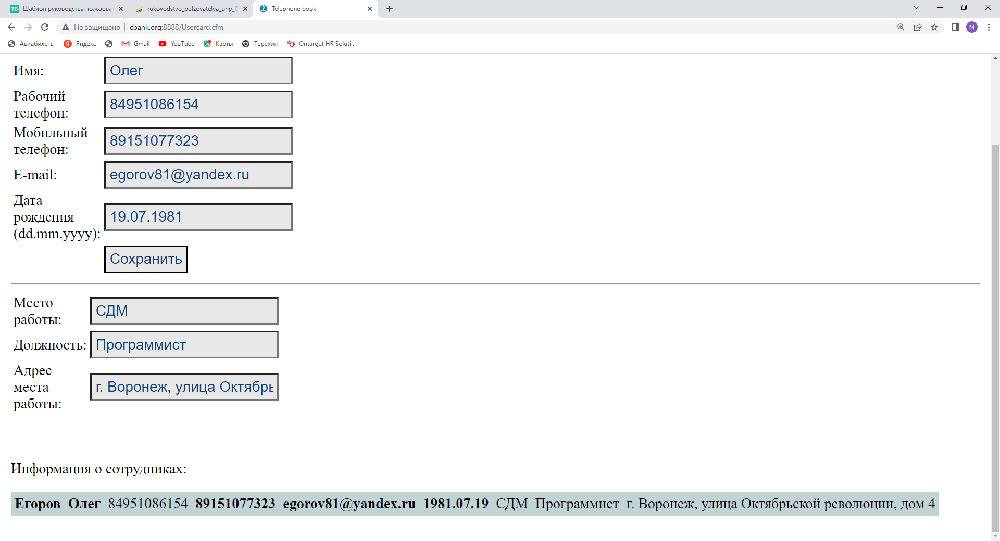 Шаблон руководства пользоват
rukovodstvo_polzovatelya_unp_0
Telephone book
Не защищено
cbank.org:8888/Usercard.cfm
M
Авиабилеты
Яндекс
Gmail
YouTube
Карты
Терехин
Ontarget HR Soluti...
Имя:
Олег
Рабочий
телефон:
84951086154
Мобильный
телефон:
89151077323
E-mail:
egorov81@yandex.ru
Дата
рождения
(dd.mm.yyyy):
19.07.1981
Сохранить
Место
работы:
СДМ
Должность:
Программист
Адрес
места
работы:
г. Воронеж, улица Октябрь
Информация о сотрудниках:
Егоров Олег 84951086154 89151077323 egorov81@yandex.ru 1981.07.19 СДМ Программист г. Воронеж, улица Октябрьской революции, дом 4